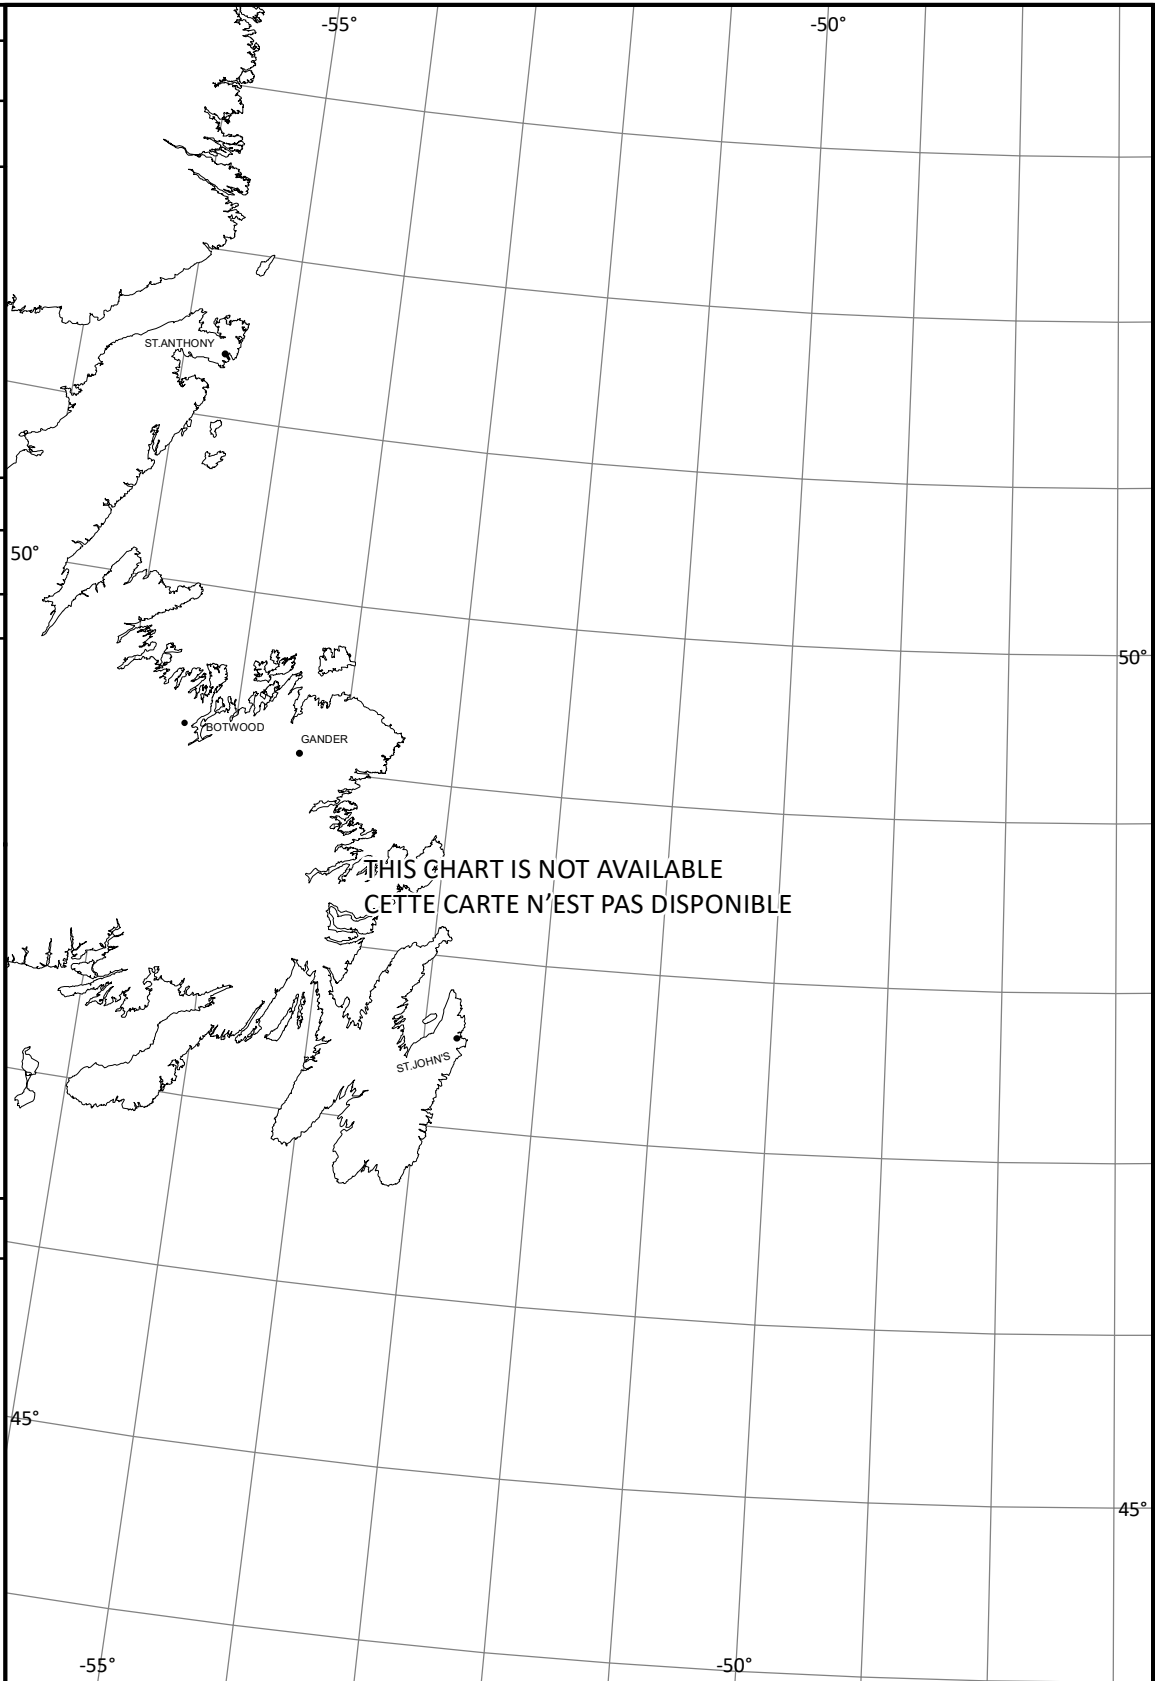 -55°
-50°
ST.ANTHONY
50°
50°
BOTWOOD
GANDER
THIS CHART IS NOT AVAILABLE
CETTE CARTE N'EST PAS DISPONIBLE
ST.JOHN'S
45°
45°
-55°
-50°